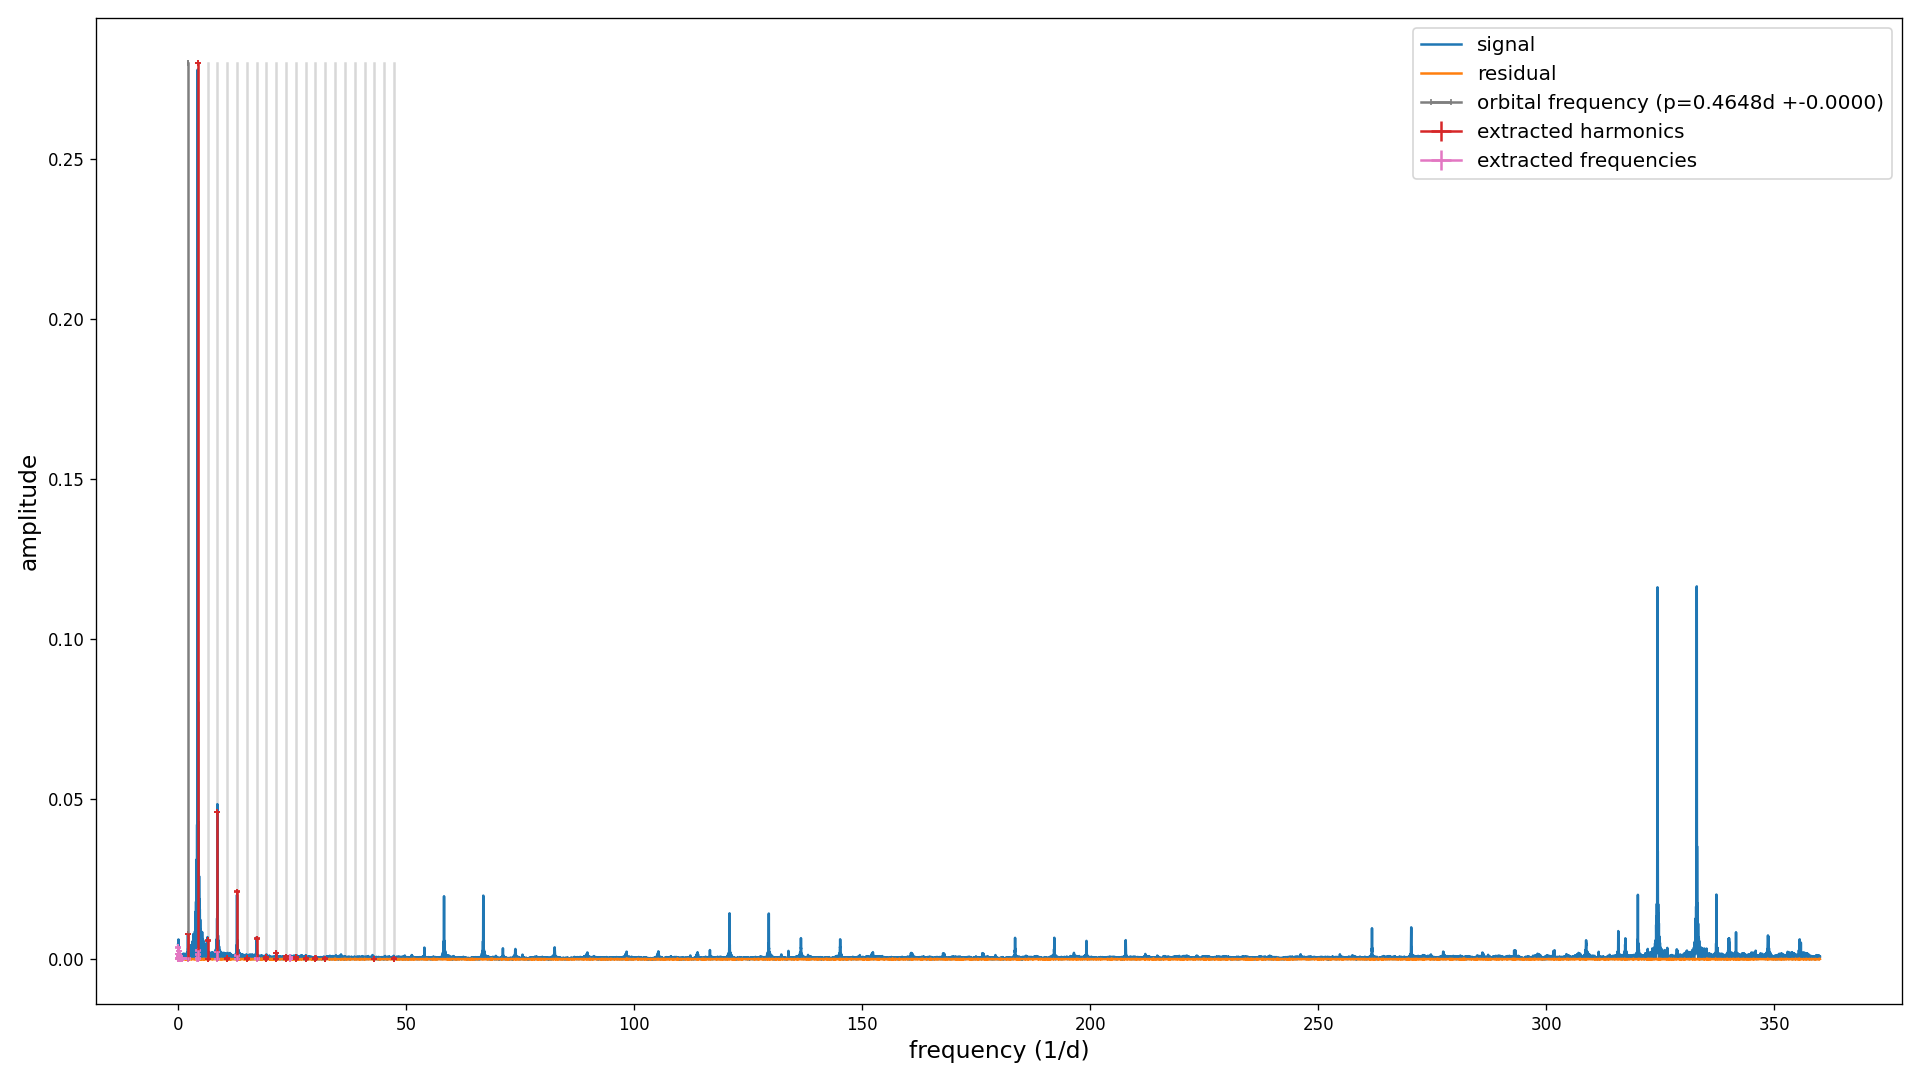 signal
residual
orbital frequency (p=0.4648d +-0.0000)
extracted harmonics
extracted frequencies
0.25
0.20
0.15
0.10
0.05
0.00
amplitude
0 50 100 150 200 250 300 350
frequency (1/d)